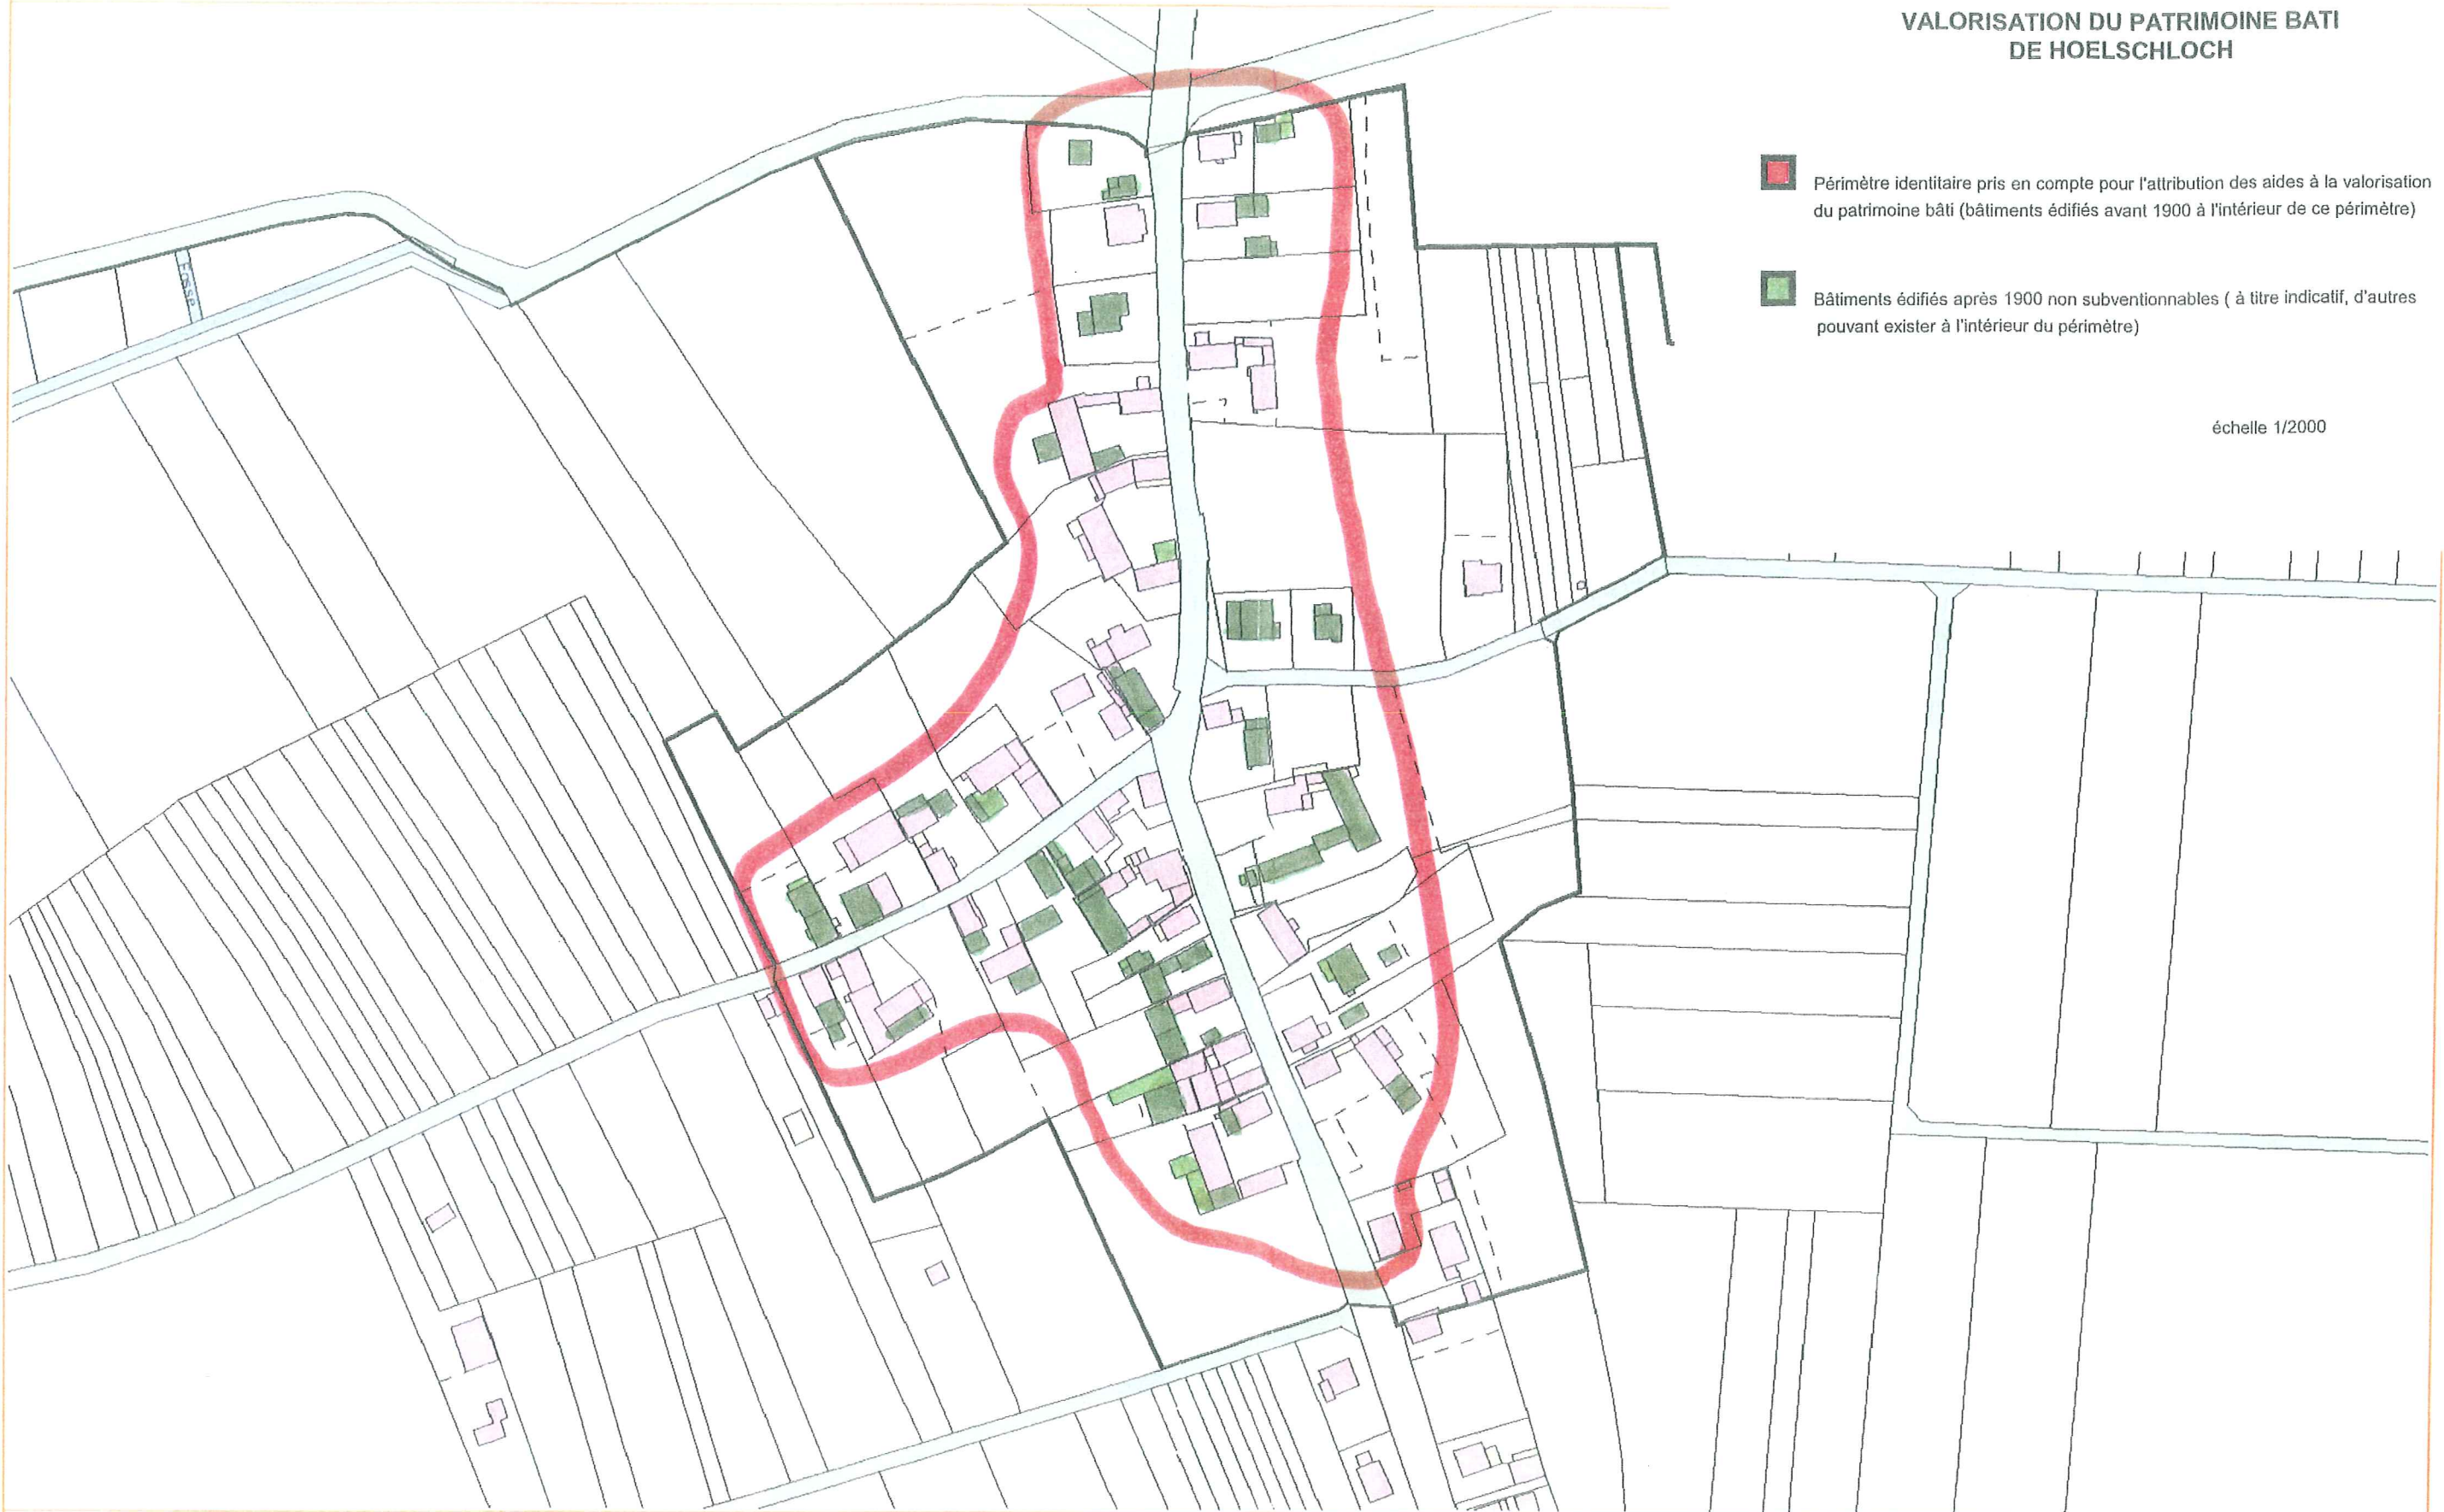 VALORISATION DU PATRIMOINE BATI
DE HOELSCHLOCH
Périmètre identitaire pris en compte pour l'attribution des aides à la valorisation
du patrimoine bâti (bâtiments édifiés avant 1900 à l'intérieur de ce périmètre)
Fosse
Bâtiments édifiés après 1900 non subventionnables ( à titre indicatif, d'autres
pouvant exister à l'intérieur du périmètre)
échelle 1/2000